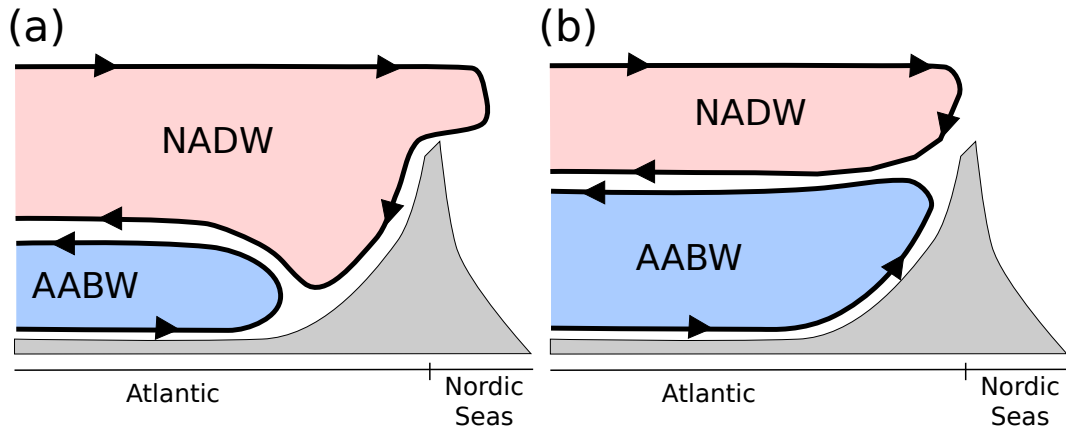 (a)
NADW
AABW
Atlantic
Nordic
Seas
(b)
NADW
AABW
Atlantic
Nordic
Seas